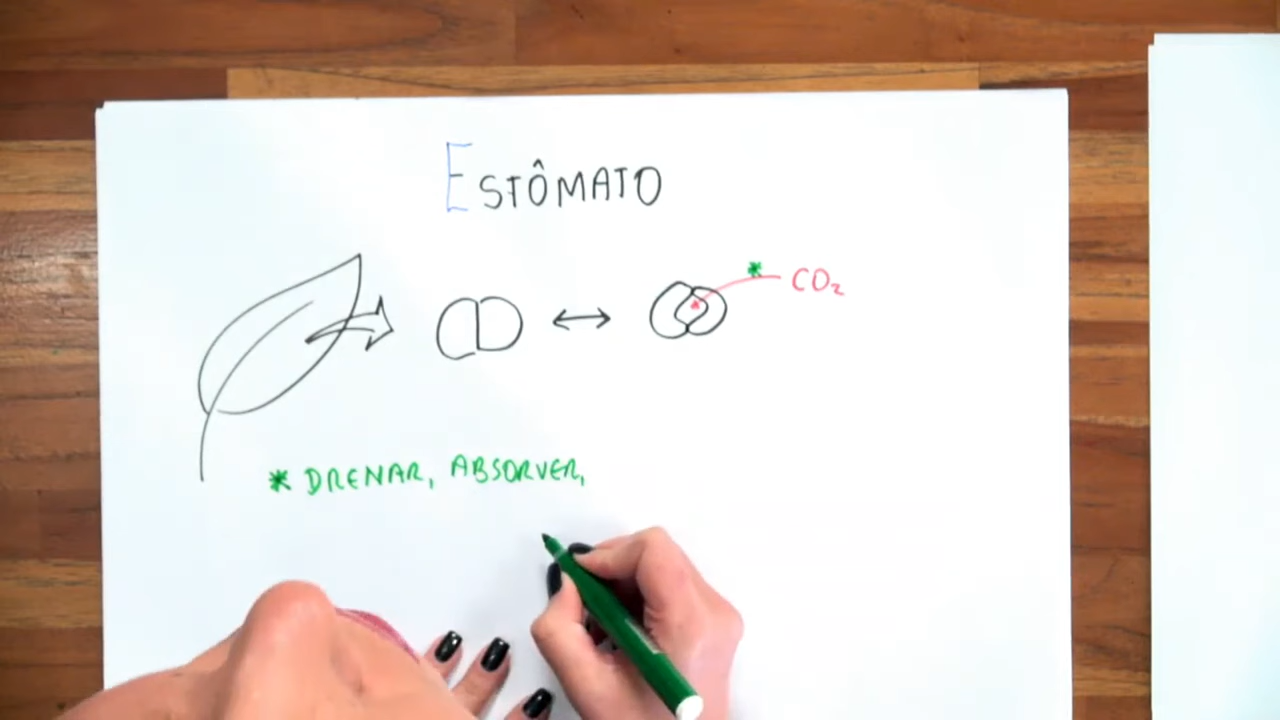 ESTÔMATO
* CO₂
* DRENAR, ABSORVER,